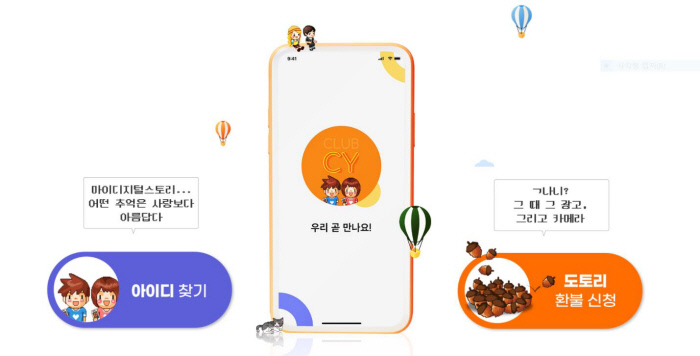 9:41
CLUB
CY
우리 곧 만나요!
마이디지털스토리...
어떤 추억은 사랑보다
아름답다
아이디 찾기
ㄱ나니?
그 때 그 광고,
그리고 카메라
도토리
환불 신청